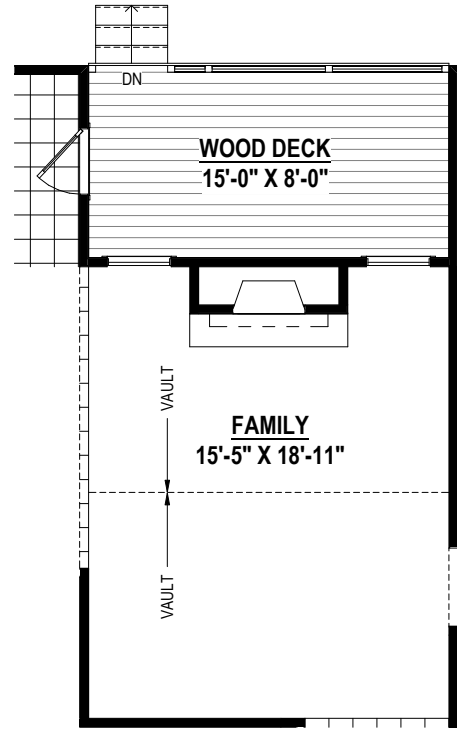 DN
WOOD DECK
15'-0" X 8'-0"
VAULT
FAMILY
15'-5" X 18'-11"
VAULT